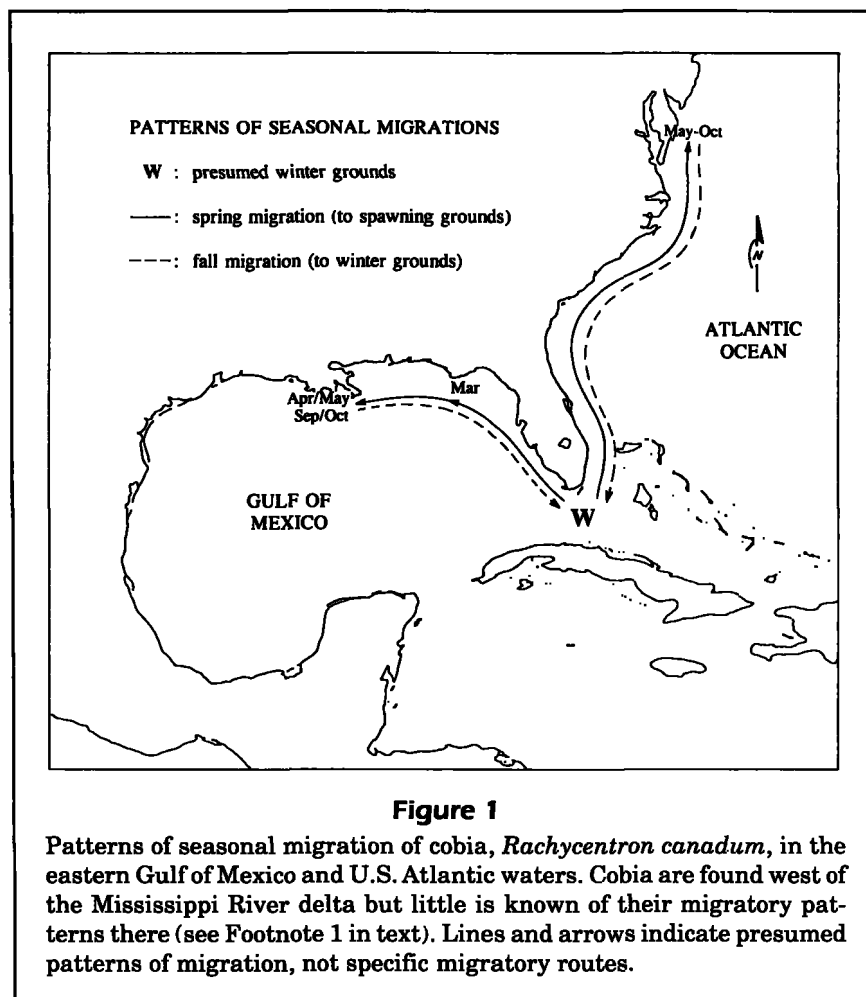 PATTERNS OF SEASONAL MIGRATIONS
W : presumed winter grounds
——: spring migration (to spawning grounds)
---: fall migration (to winter grounds)
May-Oct
N
ATLANTIC
OCEAN
Mar
Apr/May
Sep/Oct
GULF OF
MEXICO
W
Figure 1
Patterns of seasonal migration of cobia, Rachycentron canadum, in the
eastern Gulf of Mexico and U.S. Atlantic waters. Cobia are found west of
the Mississippi River delta but little is known of their migratory pat-
terns there (see Footnote 1 in text). Lines and arrows indicate presumed
patterns of migration, not specific migratory routes.